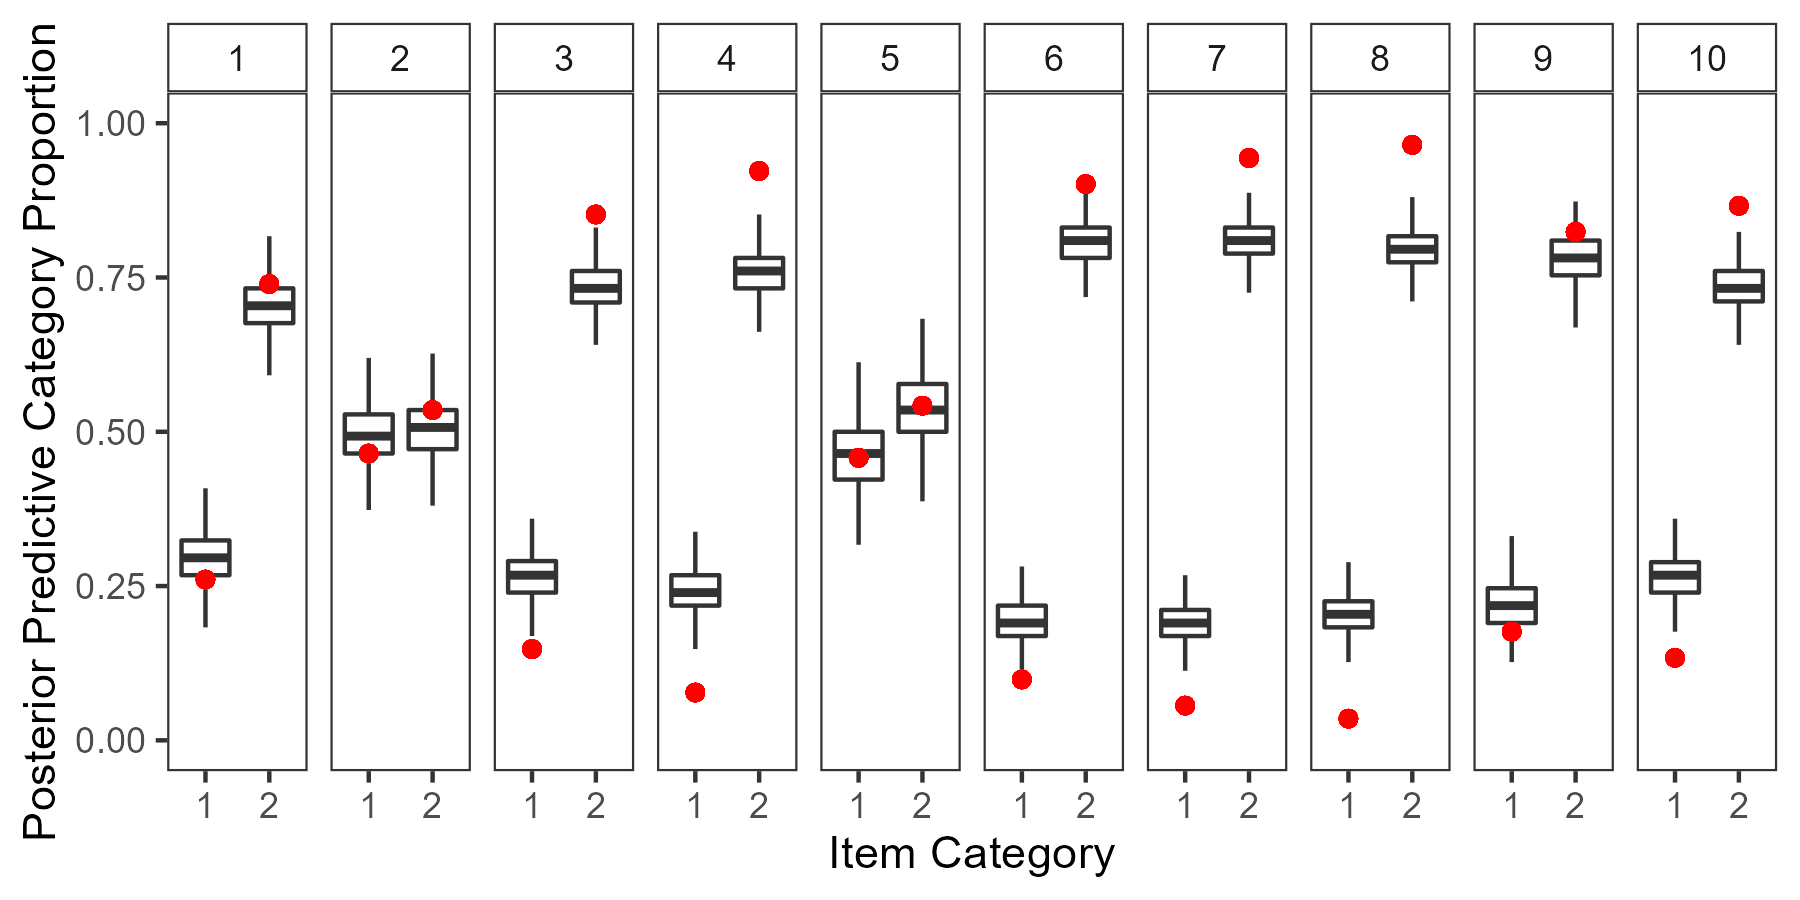 Posterior Predictive Category Proportion
1 2 3 4 5 6 7 8 9 10
1.00
0.75
0.50
0.25
0.00
1 2 1 2 1 2 1 2 1 2 1 2 1 2 1 2 1 2 1 2
Item Category